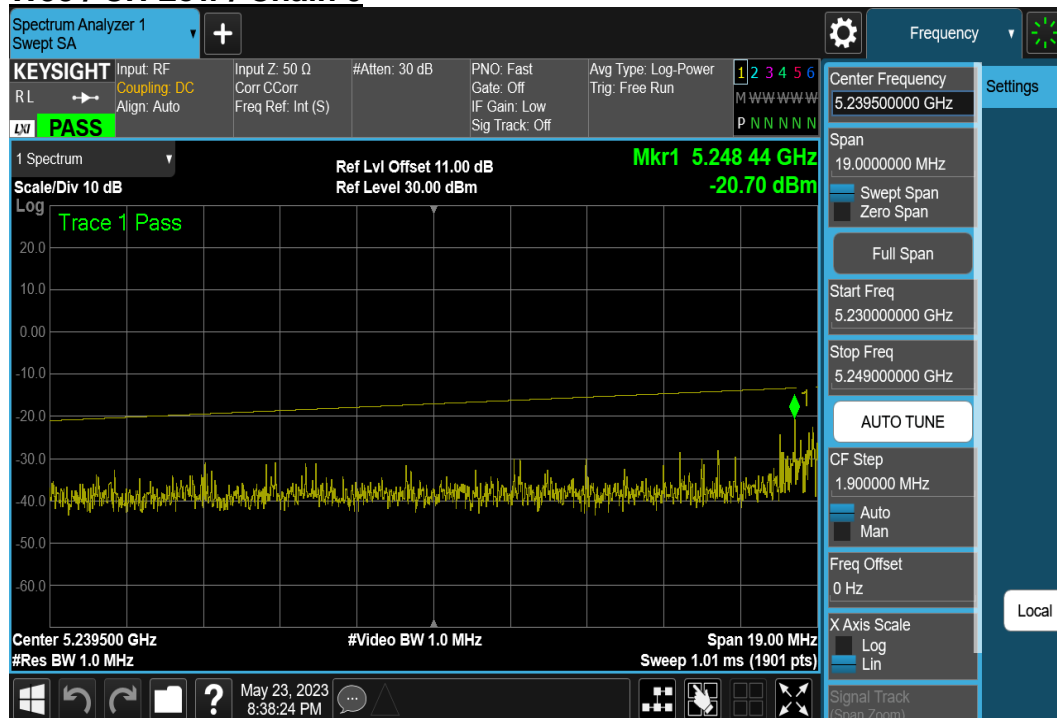 Spectrum Analyzer 1
Swept SA
Frequency
KEYSIGHT
RL
LXI
PASS
Input: RF
Coupling: DC
Align: Auto
Input Z: 50 Ω
Corr CCorr
Freq Ref: Int (S)
#Atten: 30 dB
PNO: Fast
Gate: Off
IF Gain: Low
Sig Track: Off
Avg Type: Log-Power
Trig: Free Run
1 2 3 4 5 6
M W W W W W
P N N N N N
1 Spectrum
Scale/Div 10 dB
Ref Lvl Offset 11.00 dB
Ref Level 30.00 dBm
Mkr1 5.248 44 GHz
-20.70 dBm
Log
Trace 1 Pass
20.0
10.0
0.00
-10.0
-20.0
-30.0
-40.0
-50.0
-60.0
1
Center 5.239500 GHz
#Res BW 1.0 MHz
#Video BW 1.0 MHz
Span 19.00 MHz
Sweep 1.01 ms (1901 pts)
?
May 23, 2023
8:38:24 PM
Center Frequency
5.239500000 GHz
Span
19.0000000 MHz
Swept Span
Zero Span
Full Span
Start Freq
5.230000000 GHz
Stop Freq
5.249000000 GHz
AUTO TUNE
CF Step
1.900000 MHz
Auto
Man
Freq Offset
0 Hz
X Axis Scale
Log
Lin
Signal Track
(Span Zoom)
Settings
Local